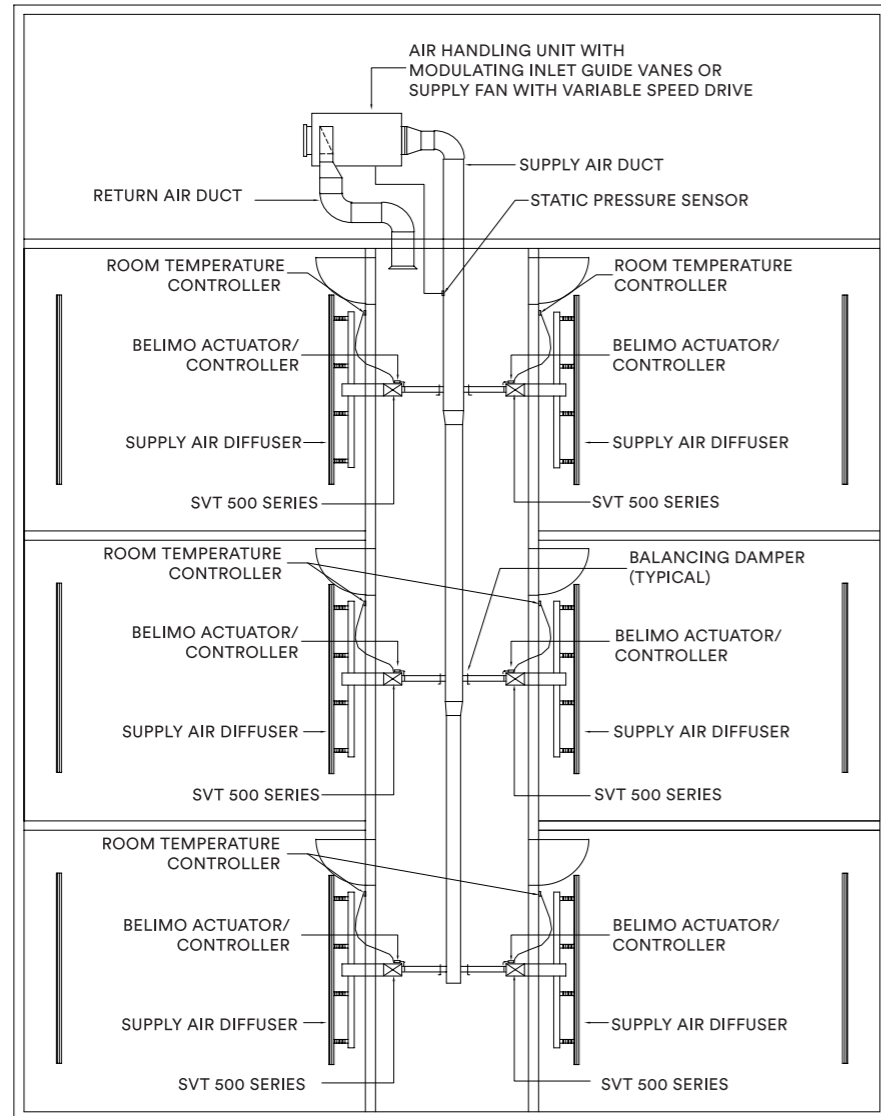 AIR HANDLING UNIT WITH
MODULATING INLET GUIDE VANES OR
SUPPLY FAN WITH VARIABLE SPEED DRIVE
SUPPLY AIR DUCT
RETURN AIR DUCT
STATIC PRESSURE SENSOR
ROOM TEMPERATURE
CONTROLLER
ROOM TEMPERATURE
CONTROLLER
BELIMO ACTUATOR/
CONTROLLER
BELIMO ACTUATOR/
CONTROLLER
SUPPLY AIR DIFFUSER
SUPPLY AIR DIFFUSER
SVT 500 SERIES
SVT 500 SERIES
ROOM TEMPERATURE
CONTROLLER
BALANCING DAMPER
(TYPICAL)
BELIMO ACTUATOR/
CONTROLLER
BELIMO ACTUATOR/
CONTROLLER
SUPPLY AIR DIFFUSER
SUPPLY AIR DIFFUSER
SVT 500 SERIES
SVT 500 SERIES
ROOM TEMPERATURE
CONTROLLER
BELIMO ACTUATOR/
CONTROLLER
BELIMO ACTUATOR/
CONTROLLER
SUPPLY AIR DIFFUSER
SUPPLY AIR DIFFUSER
SVT 500 SERIES
SVT 500 SERIES